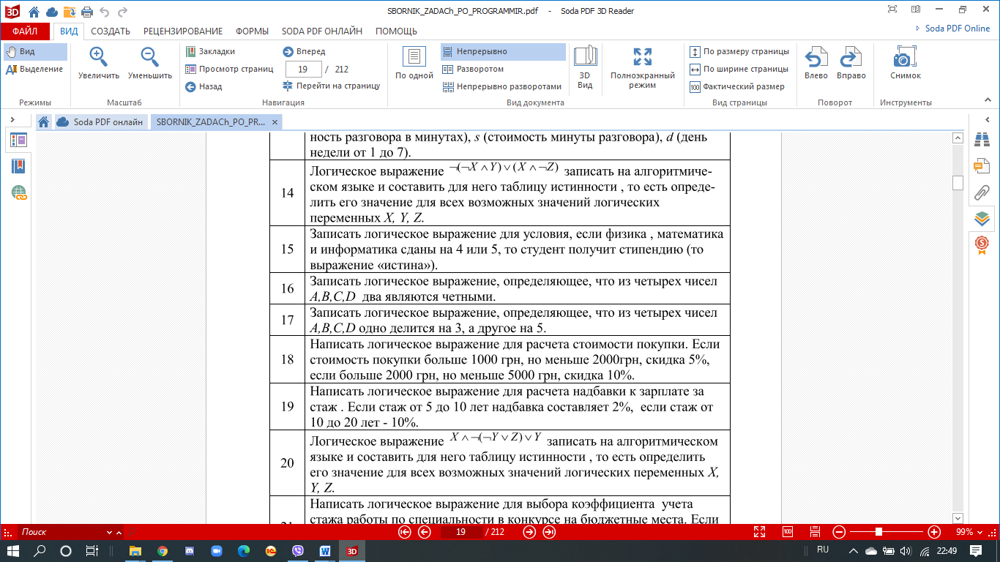 SBORNIK_ZADACh_PO_PROGRAMMIR.pdf - Soda PDF 3D Reader
ФАЙЛ ВИД СОЗДАТЬ РЕЦЕНЗИРОВАНИЕ ФОРМЫ SODA PDF ОНЛАЙН ПОМОЩЬ Soda PDF Online
Вид
Выделение
Режимы
Увеличить Уменьшить
Масштаб
Закладки
Просмотр страниц
Назад
Вперед
19 / 212
Перейти на страницу
Навигация
По одной
Непрерывно
Разворотом
Непрерывно разворотами
3D
Вид
Полноэкранный
режим
Вид документа
По размеру страницы
По ширине страницы
100 Фактический размер
Вид страницы
Влево Вправо
Поворот
Снимок
Инструменты
Soda PDF онлайн SBORNIK_ZADACh_PO_PR...
ность разговора в минутах), s (стоимость минуты разговора), d (день
недели от 1 до 7).
14
Логическое выражение ¬(¬X ∧ Y) ∨ (X ∧ ¬Z) записать на алгоритмиче-
ском языке и составить для него таблицу истинности , то есть опреде-
лить его значение для всех возможных значений логических
переменных X, Y, Z.
15
Записать логическое выражение для условия, если физика , математика
и информатика сданы на 4 или 5, то студент получит стипендию (то
выражение «истина»).
16
Записать логическое выражение, определяющее, что из четырех чисел
A,B,C,D два являются четными.
17
Записать логическое выражение, определяющее, что из четырех чисел
A,B,C,D одно делится на 3, а другое на 5.
18
Написать логическое выражение для расчета стоимости покупки. Если
стоимость покупки больше 1000 грн, но меньше 2000грн, скидка 5%,
если больше 2000 грн, но меньше 5000 грн, скидка 10%.
19
Написать логическое выражение для расчета надбавки к зарплате за
стаж . Если стаж от 5 до 10 лет надбавка составляет 2%, если стаж от
10 до 20 лет - 10%.
20
Логическое выражение X ∧ ¬(¬Y ∨ Z) ∨ Y записать на алгоритмическом
языке и составить для него таблицу истинности , то есть определить
его значение для всех возможных значений логических переменных X,
Y, Z.
21
Написать логическое выражение для выбора коэффициента учета
стажа работы по специальности в конкурсе на бюджетные места. Если
Поиск 19 / 212 100 99%
RU 22:49